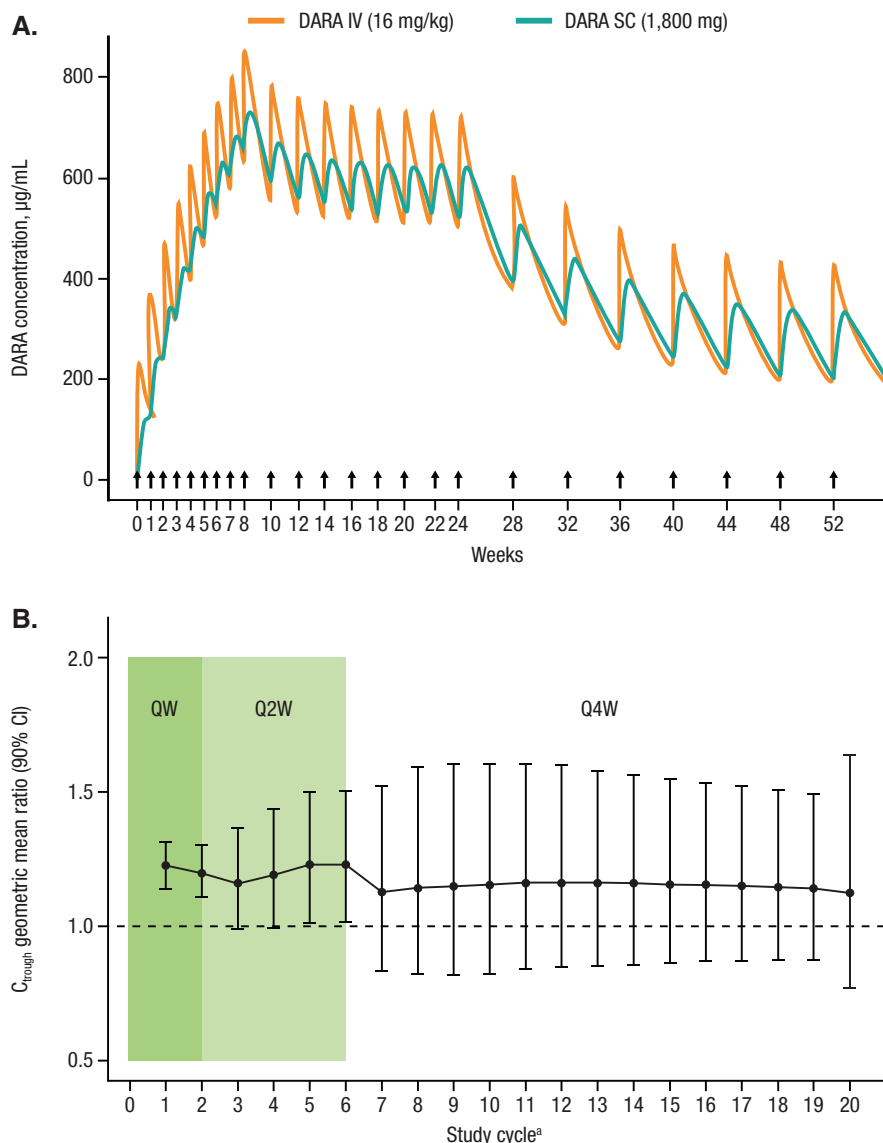 A.
DARA IV (16 mg/kg) DARA SC (1,800 mg)
DARA concentration, µg/mL
800
600
400
200
0
0 1 2 3 4 5 6 7 8 10 12 14 16 18 20 22 24 28 32 36 40 44 48 52
Weeks
B.
C_trough geometric mean ratio (90% CI)
2.0
QW Q2W Q4W
1.5
1.0
0.5
0 1 2 3 4 5 6 7 8 9 10 11 12 13 14 15 16 17 18 19 20
Study cycleᵃ